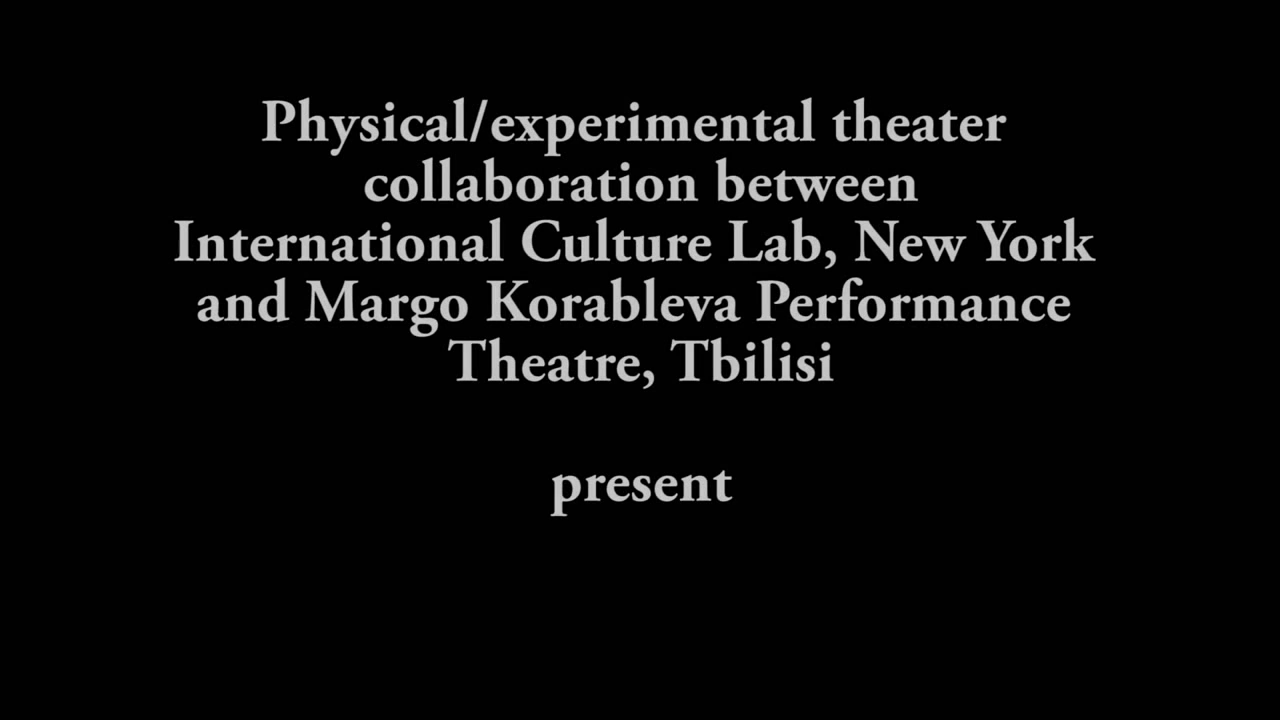 Physical/experimental theater
collaboration between
International Culture Lab, New York
and Margo Korableva Performance
Theatre, Tbilisi
present